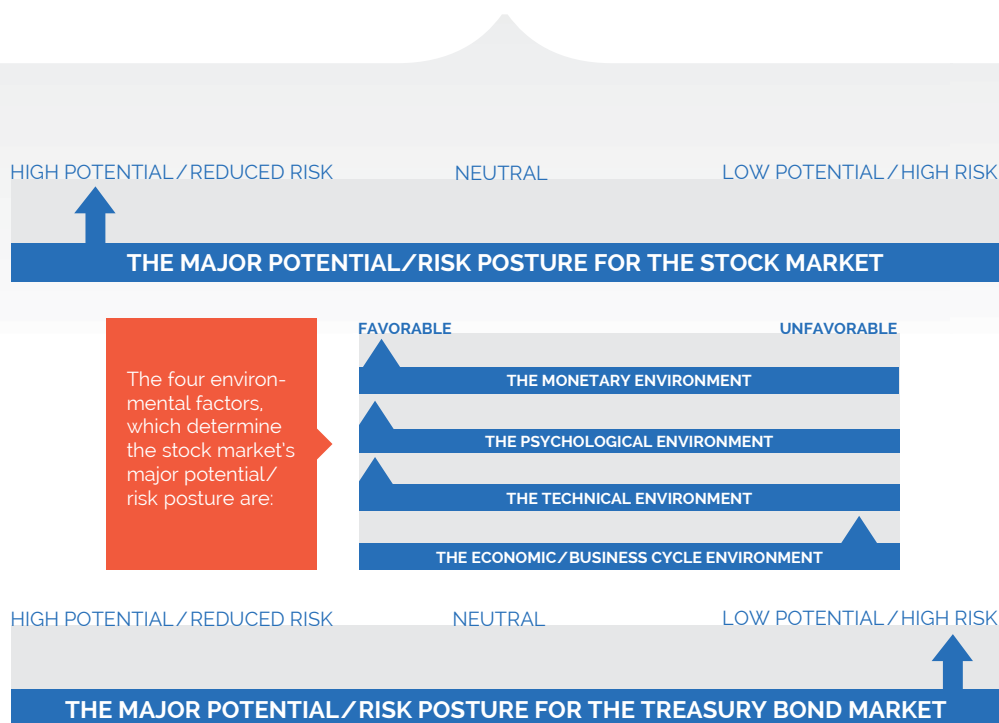 HIGH POTENTIAL/REDUCED RISK NEUTRAL LOW POTENTIAL/HIGH RISK
THE MAJOR POTENTIAL/RISK POSTURE FOR THE STOCK MARKET
The four environ-
mental factors,
which determine
the stock market's
major potential/
risk posture are:
FAVORABLE UNFAVORABLE
THE MONETARY ENVIRONMENT
THE PSYCHOLOGICAL ENVIRONMENT
THE TECHNICAL ENVIRONMENT
THE ECONOMIC/BUSINESS CYCLE ENVIRONMENT
HIGH POTENTIAL/REDUCED RISK NEUTRAL LOW POTENTIAL/HIGH RISK
THE MAJOR POTENTIAL/RISK POSTURE FOR THE TREASURY BOND MARKET